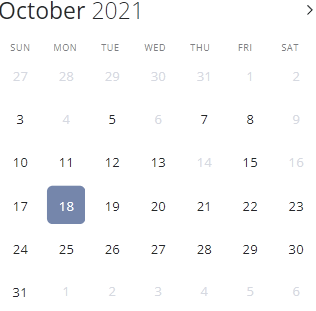 October 2021
SUN MON TUE WED THU FRI SAT
27 28 29 30 31 1 2
3 4 5 6 7 8 9
10 11 12 13 14 15 16
17 18 19 20 21 22 23
24 25 26 27 28 29 30
31 1 2 3 4 5 6